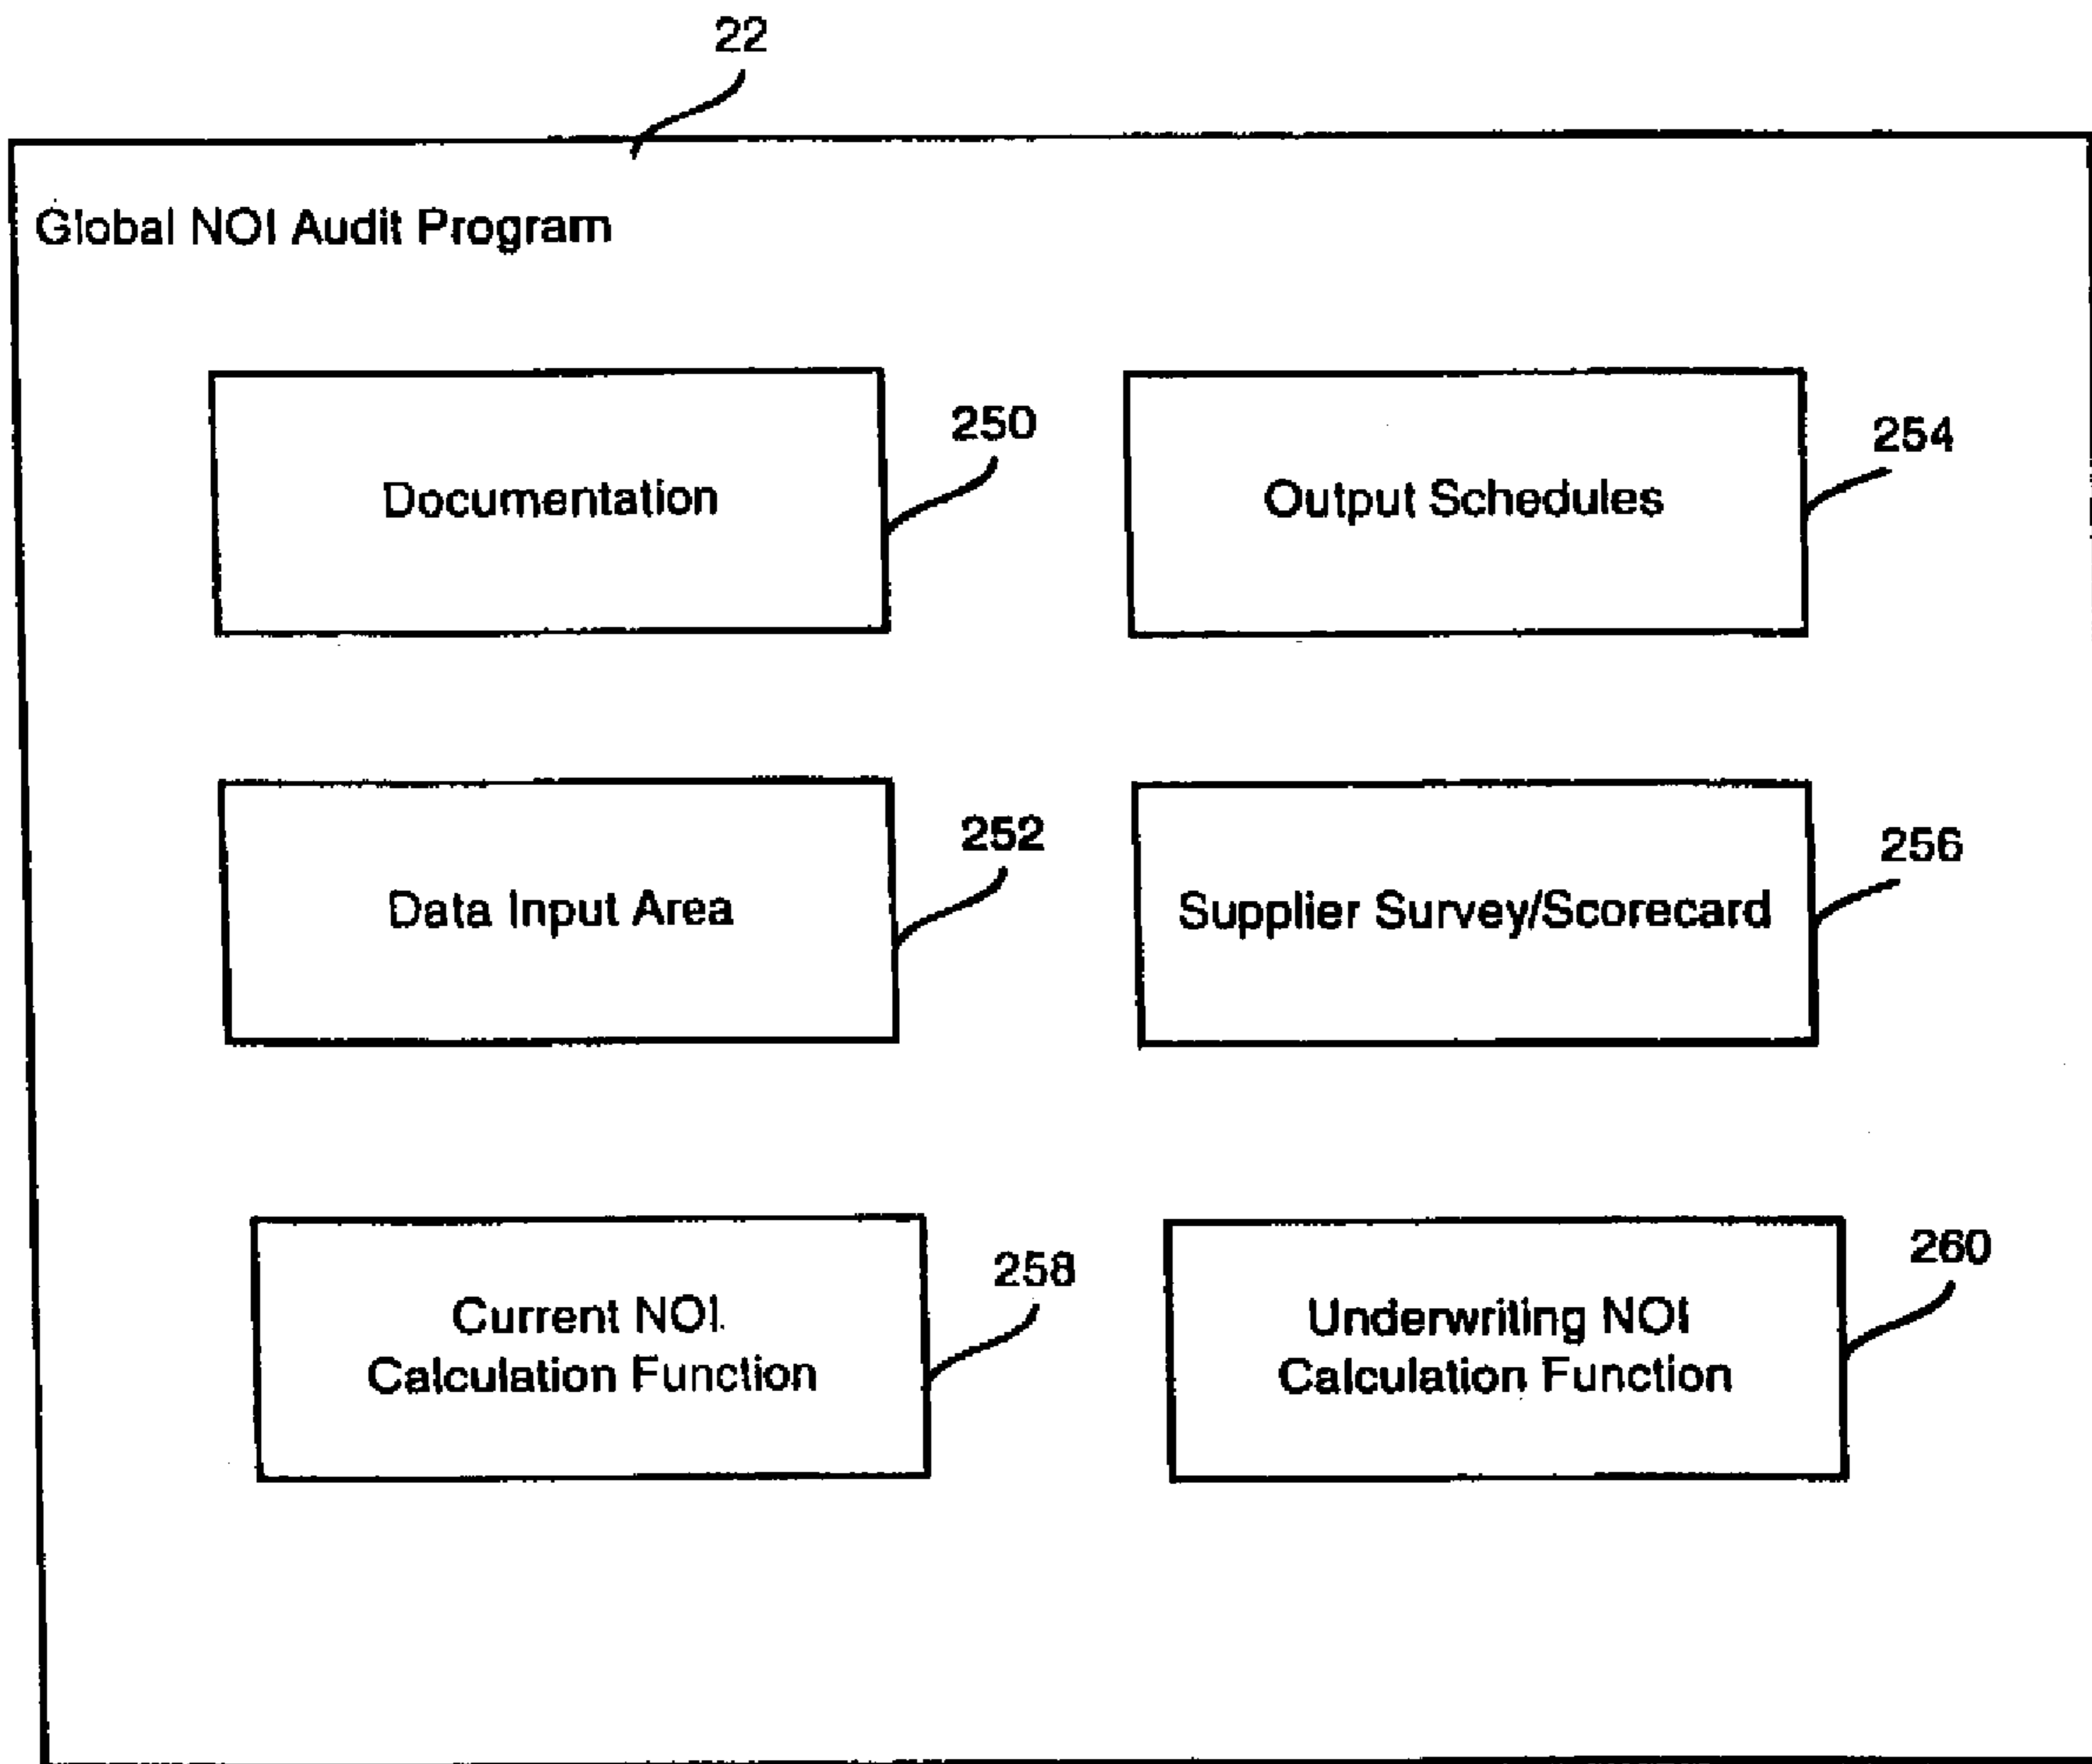 22
Global NOI Audit Program
250
254
Documentation
Output Schedules
252
256
Data Input Area
Supplier Survey/Scorecard
258
260
Current NOI
Calculation Function
Underwriting NOI
Calculation Function